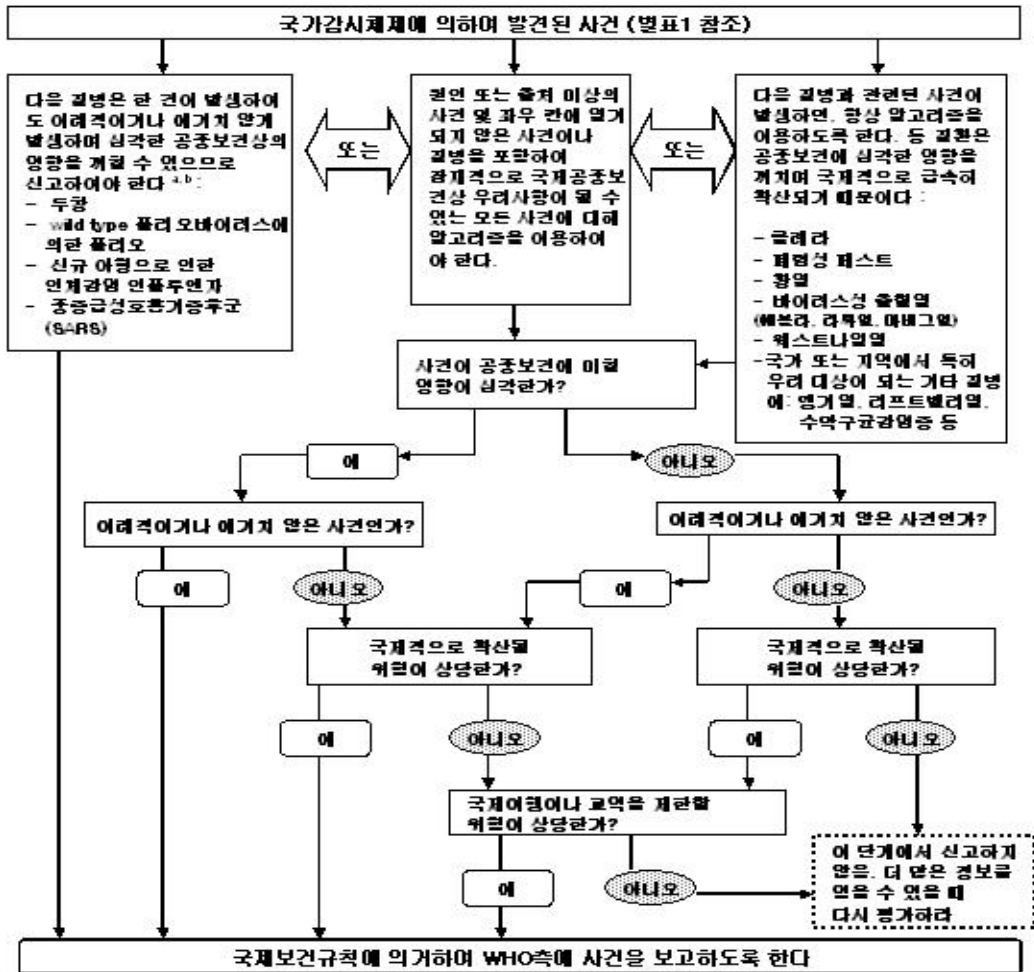 국가감시체제에 의하여 발견된 사건 (별표1 참조)
다음 질병은 한 건이 발생하여
도 이례적이거나 예기치 않게
발생하며 심각한 공중보건상의
영향을 끼칠 수 있으므로
신고하여야 한다 a,b :
- 두창
- wild type 폴리오바이러스에
의한 폴리오
- 신규 아형으로 인한
인체감염 인플루엔자
- 중증급성호흡기증후군
(SARS)
또는
원인 또는 출처 미상의
사건 및 좌우 칸에 열거
되지 않은 사건이나
질병을 포함하여
잠재적으로 국제공중보
건상 우려사항이 될 수
있는 모든 사건에 대해
알고리즘을 이용하여
야 한다.
또는
다음 질병과 관련된 사건이
발생하면, 항상 알고리즘을
이용하도록 한다. 동 질환은
공중보건에 심각한 영향을
끼치며 국제적으로 급속히
확산되기 때문이다 :
- 콜레라
- 폐렴성 페스트
- 황열
- 바이러스성 출혈열
(에볼라, 라싸열, 마버그열)
- 웨스트나일열
-국가 또는 지역에서 특히
우려 대상이 되는 기타 질병
예: 뎅기열, 리프트벨리열,
수막구균감염증 등
사건이 공중보건에 미칠
영향이 심각한가?
예
아니오
이례적이거나 예기치 않은 사건인가?
이례적이거나 예기치 않은 사건인가?
예
아니오
예
아니오
국제적으로 확산될
위험이 상당한가?
국제적으로 확산될
위험이 상당한가?
예
아니오
예
아니오
국제여행이나 교역을 제한할
위험이 상당한가?
예
아니오
이 단계에서 신고하지
않음. 더 많은 정보를
얻을 수 있을 때
다시 평가하라
국제보건규칙에 의거하여 WHO측에 사건을 보고하도록 한다